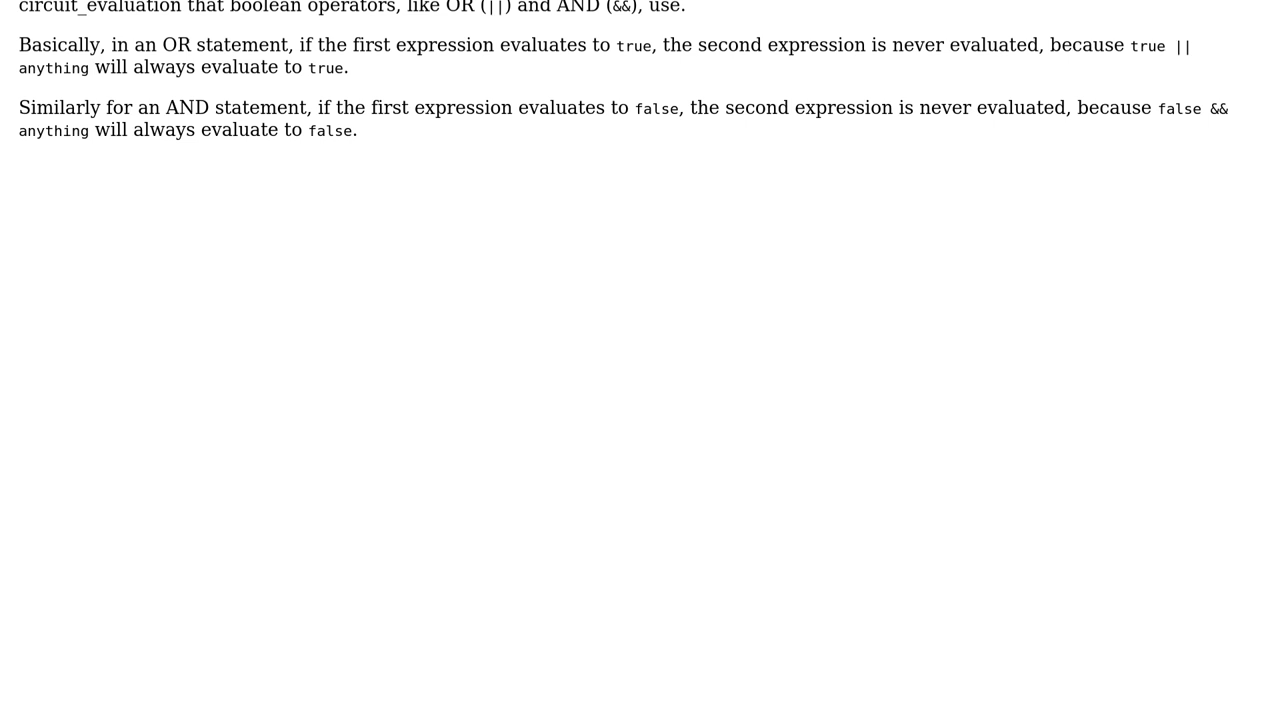 circuit_evaluation that boolean operators, like OR (||) and AND (&&), use.
Basically, in an OR statement, if the first expression evaluates to true, the second expression is never evaluated, because true ||
anything will always evaluate to true.
Similarly for an AND statement, if the first expression evaluates to false, the second expression is never evaluated, because false &&
anything will always evaluate to false.